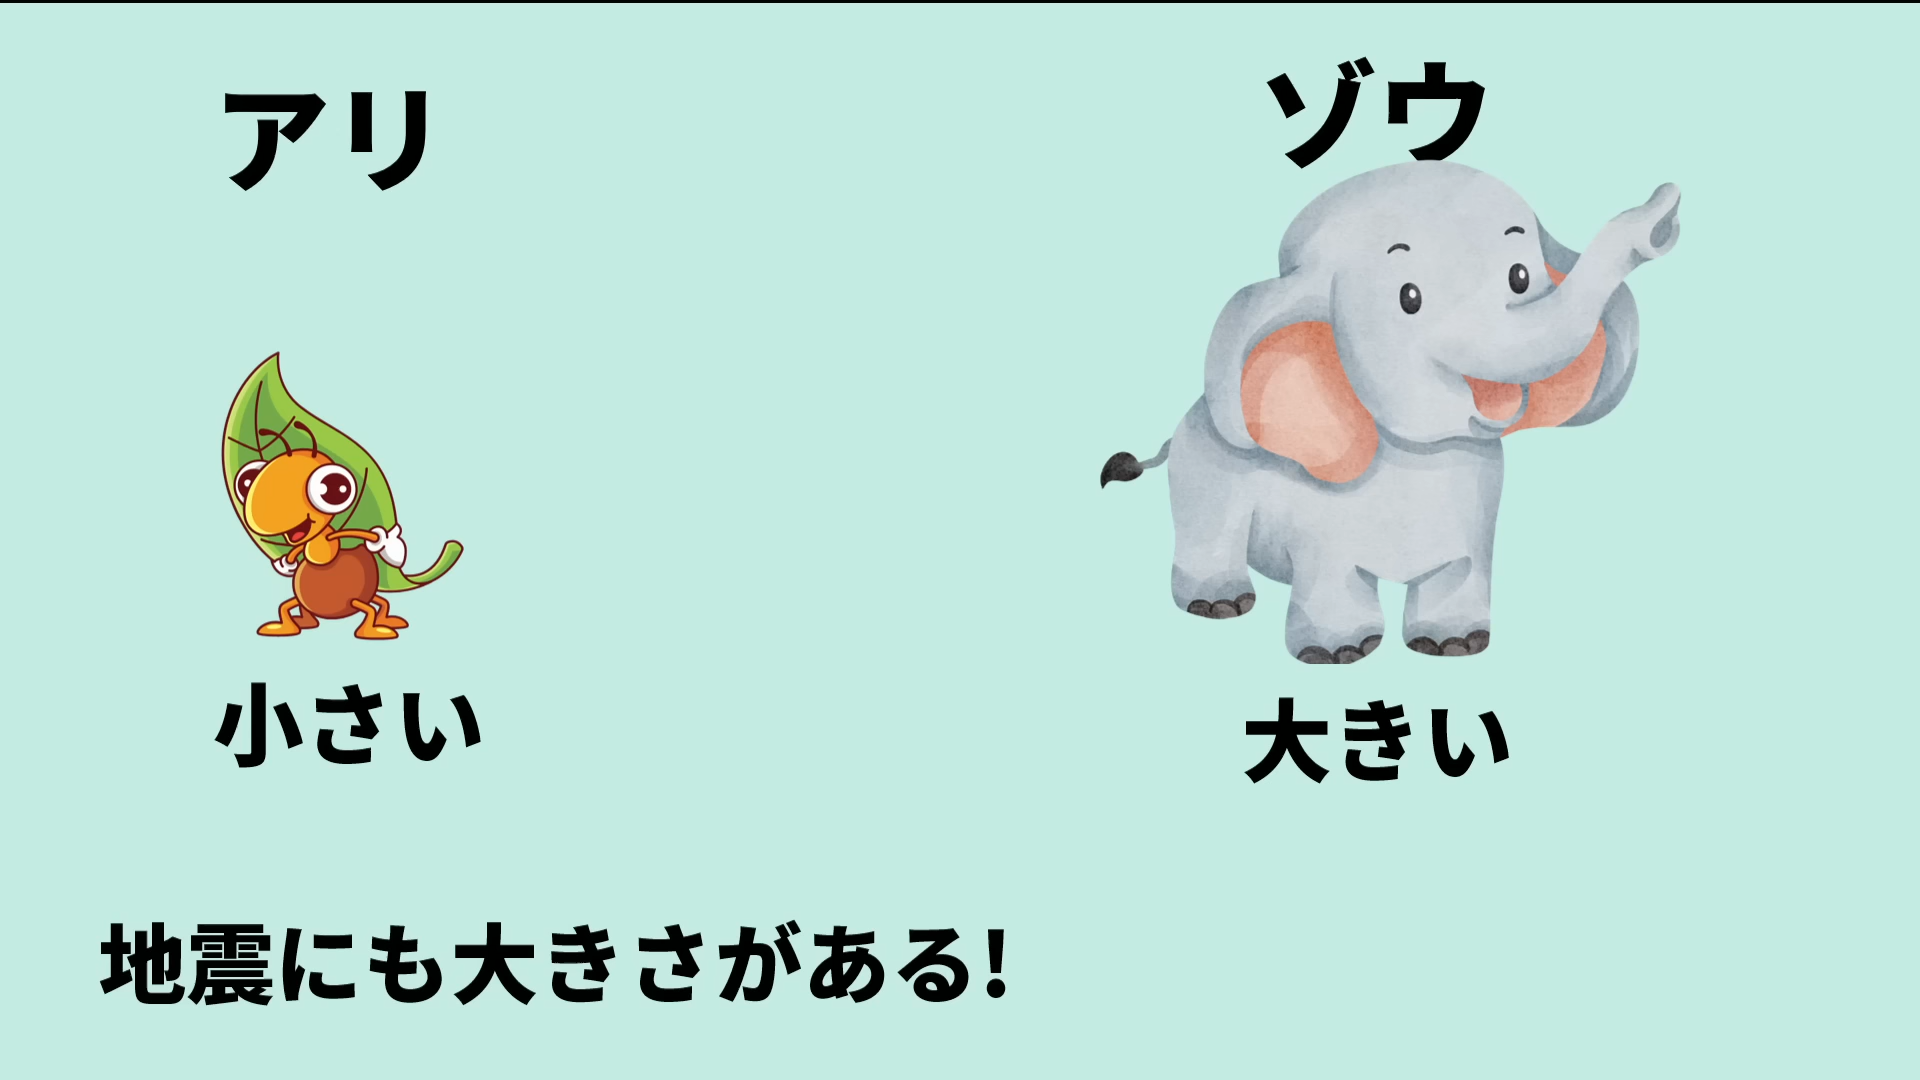 アリ
ゾウ
小さい
大きい
地震にも大きさがある!